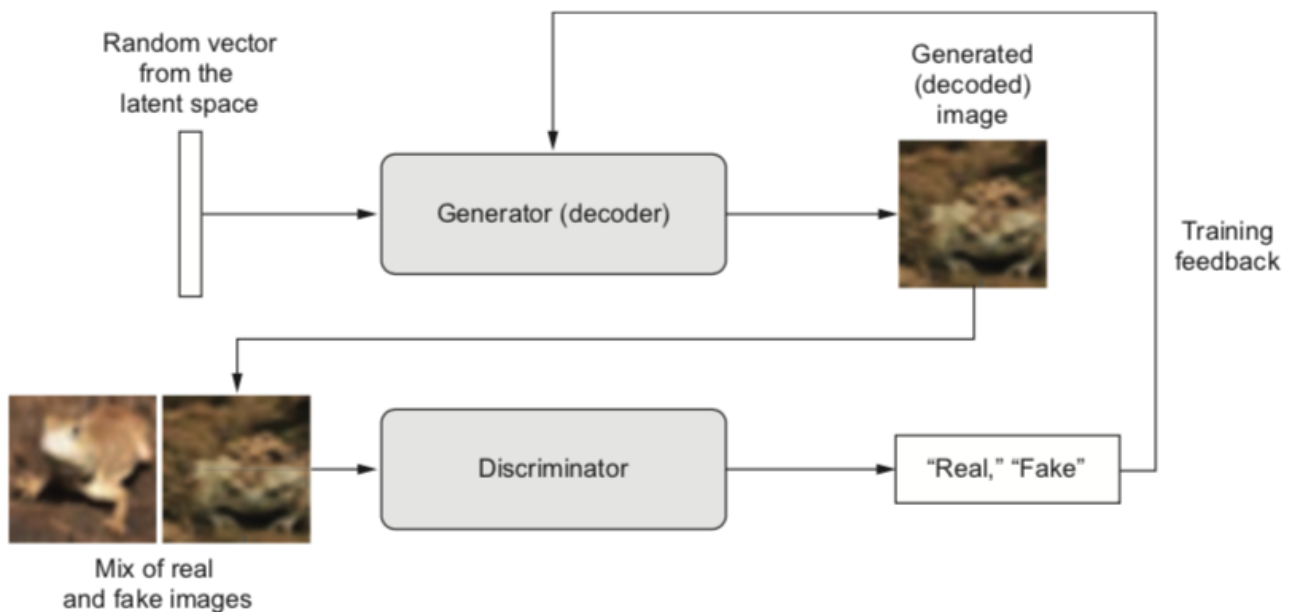 Random vector
from the
latent space
Generator (decoder)
Generated
(decoded)
image
Training
feedback
Discriminator
“Real,” “Fake”
Mix of real
and fake images